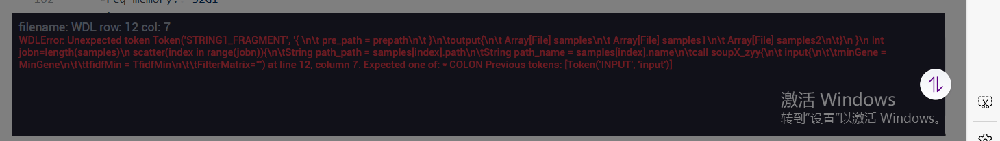 filename: WDL row: 12 col: 7
WDLError: Unexpected token Token('STRING1_FRAGMENT', '{ \n\t pre_path = prepath\n\t }\n\toutput{\n\t Array[File] samples\n\t Array[File] samples1\n\t Array[File] samples2\n\t}\n }\n Int
jobn=length(samples)\n scatter(index in range(jobn)){\n\tString path_path = samples[index].path\n\tString path_name = samples[index].name\n\tcall soupX_zyy{\n\t input{\n\t\tminGene =
MinGene\n\t\ttfidfMin = TfidfMin\n\t\tFilterMatrix="') at line 12, column 7. Expected one of: * COLON Previous tokens: [Token('INPUT', 'input')]
激活 Windows
转到"设置"以激活 Windows。